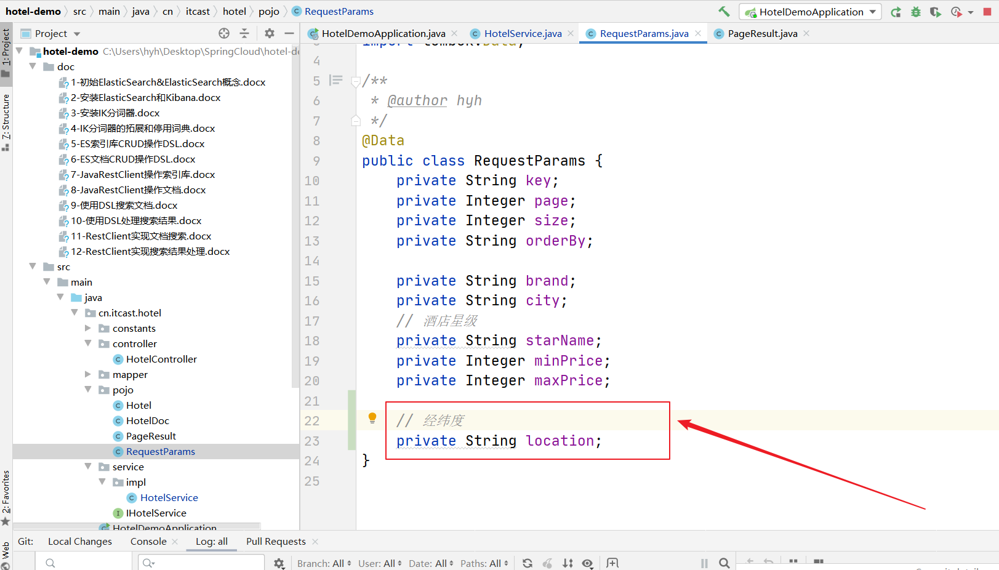 hotel-demo src main java cn itcast hotel pojo RequestParams HotelDemoApplication
1: Project
7: Structure
2: Favorites
Web
Project
hotel-demo C:\Users\hyh\Desktop\SpringCloud\hotel-de
doc
1-初始ElasticSearch&ElasticSearch概念.docx
2-安装ElasticSearch和Kibana.docx
3-安装IK分词器.docx
4-IK分词器的拓展和停用词典.docx
5-ES索引库CRUD操作DSL.docx
6-ES文档CRUD操作DSL.docx
7-JavaRestClient操作索引库.docx
8-JavaRestClient操作文档.docx
9-使用DSL搜索文档.docx
10-使用DSL处理搜索结果.docx
11-RestClient实现文档搜索.docx
12-RestClient实现搜索结果处理.docx
src
main
java
cn.itcast.hotel
constants
controller
HotelController
mapper
pojo
Hotel
HotelDoc
PageResult
RequestParams
service
impl
HotelService
IHotelService
HotelDemoApplication
HotelDemoApplication.java HotelService.java RequestParams.java PageResult.java
3 import lombok.Data;
4
5 /**
6 * @author hyh
7 */
8 @Data
9 public class RequestParams {
10 private String key;
11 private Integer page;
12 private Integer size;
13 private String orderBy;
14
15 private String brand;
16 private String city;
17 // 酒店星级
18 private String starName;
19 private Integer minPrice;
20 private Integer maxPrice;
21
22 // 经纬度
23 private String location;
24 }
25
Git: Local Changes Console Log: all Pull Requests
Branch: All User: All Date: All Paths: All